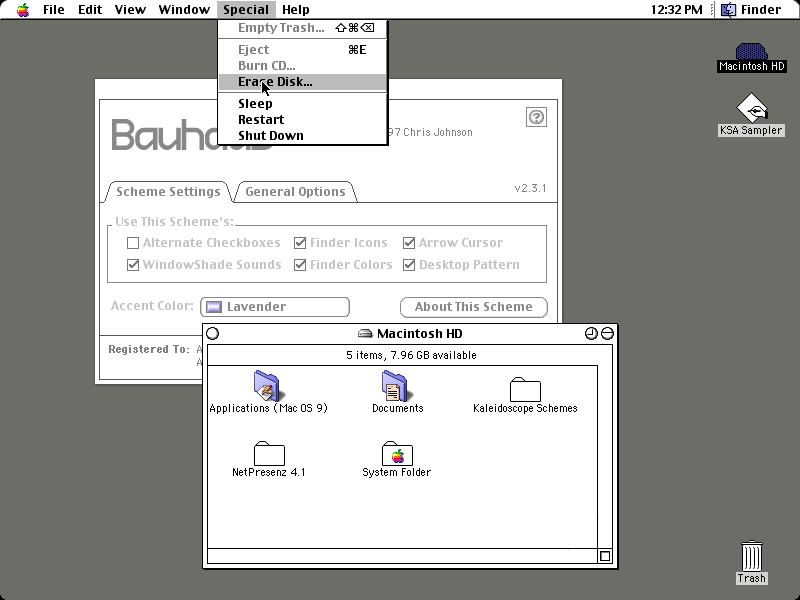 File Edit View Window Special Help 12:32 PM Finder
Empty Trash... ⇧⌘⌫
Eject ⌘E
Burn CD...
Erase Disk...
Sleep
Restart
Shut Down
Macintosh HD
KSA Sampler
97 Chris Johnson
Scheme Settings General Options v2.3.1
Use This Scheme's:
Alternate Checkboxes Finder Icons Arrow Cursor
WindowShade Sounds Finder Colors Desktop Pattern
Accent Color: Lavender About This Scheme
Registered To:
Macintosh HD
5 items, 7.96 GB available
Applications (Mac OS 9) Documents Kaleidoscope Schemes
NetPresenz 4.1 System Folder
Trash